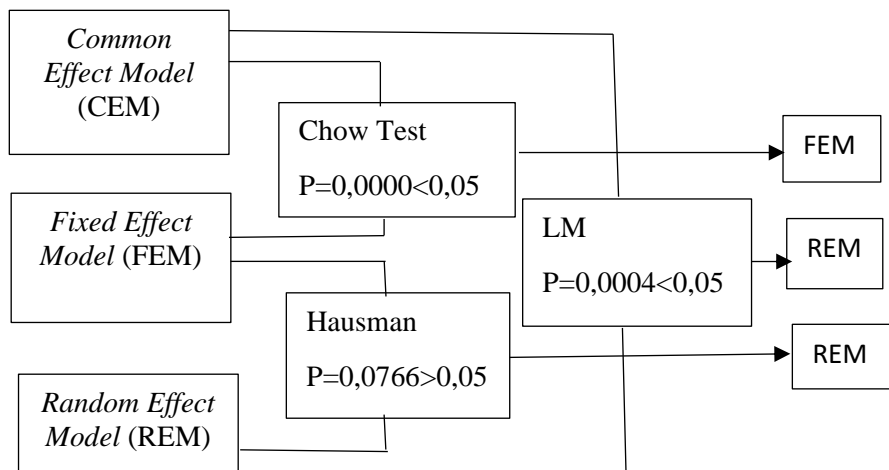 Common
Effect Model
(CEM)
Chow Test
P=0,0000<0,05
FEM
Fixed Effect
Model (FEM)
LM
P=0,0004<0,05
REM
Hausman
P=0,0766>0,05
REM
Random Effect
Model (REM)